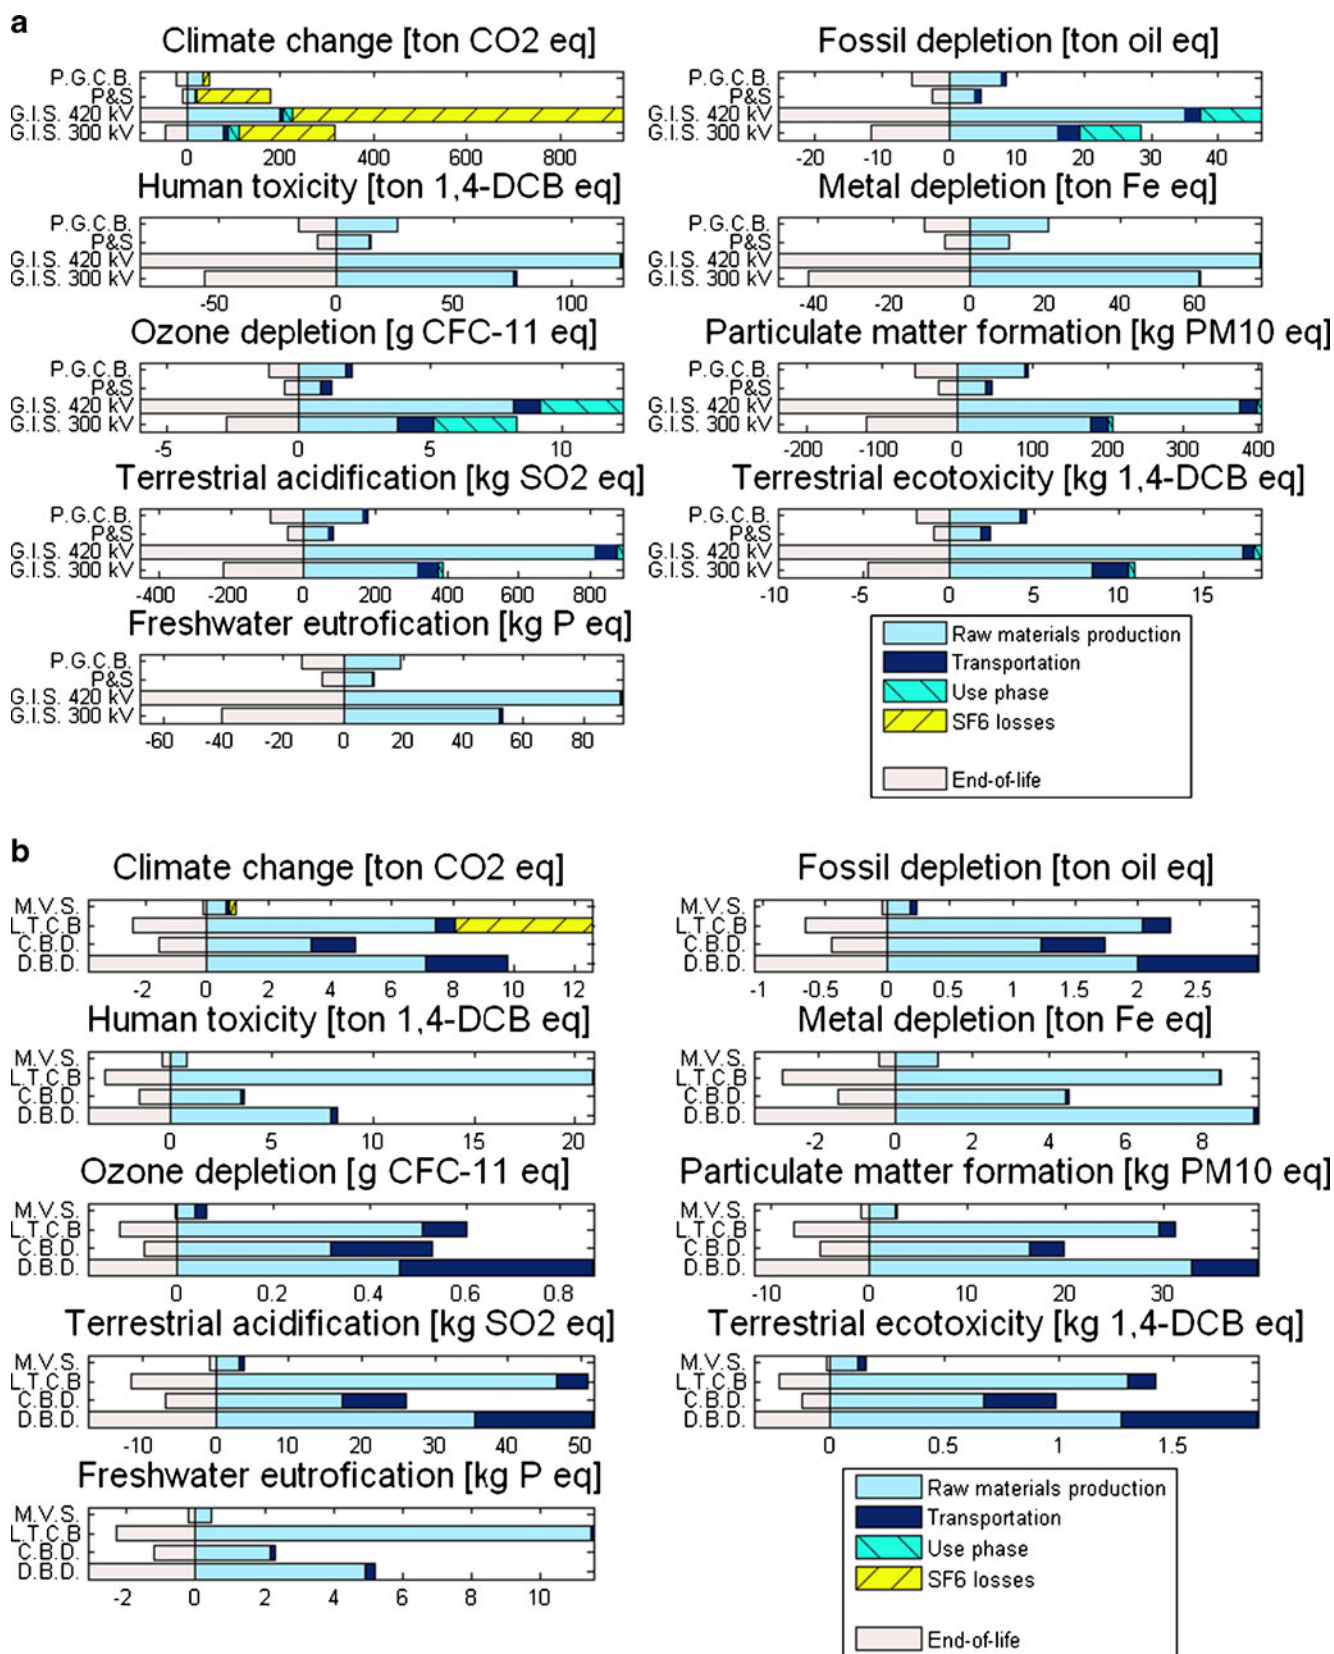 a
Climate change [ton CO2 eq]
P.G.C.B.
P&S
G.I.S. 420 kV
G.I.S. 300 kV
0 200 400 600 800
Fossil depletion [ton oil eq]
P.G.C.B.
P&S
G.I.S. 420 kV
G.I.S. 300 kV
-20 -10 0 10 20 30 40
Human toxicity [ton 1,4-DCB eq]
P.G.C.B.
P&S
G.I.S. 420 kV
G.I.S. 300 kV
-50 0 50 100
Metal depletion [ton Fe eq]
P.G.C.B.
P&S
G.I.S. 420 kV
G.I.S. 300 kV
-40 -20 0 20 40 60
Ozone depletion [g CFC-11 eq]
P.G.C.B.
P&S
G.I.S. 420 kV
G.I.S. 300 kV
-5 0 5 10
Particulate matter formation [kg PM10 eq]
P.G.C.B.
P&S
G.I.S. 420 kV
G.I.S. 300 kV
-200 -100 0 100 200 300 400
Terrestrial acidification [kg SO2 eq]
P.G.C.B.
P&S
G.I.S. 420 kV
G.I.S. 300 kV
-400 -200 0 200 400 600 800
Terrestrial ecotoxicity [kg 1,4-DCB eq]
P.G.C.B.
P&S
G.I.S. 420 kV
G.I.S. 300 kV
-10 -5 0 5 10 15
Freshwater eutrofication [kg P eq]
P.G.C.B.
P&S
G.I.S. 420 kV
G.I.S. 300 kV
-60 -40 -20 0 20 40 60 80
Raw materials production
Transportation
Use phase
SF6 losses
End-of-life
b
Climate change [ton CO2 eq]
M.V.S.
L.T.C.B
C.B.D.
D.B.D.
-2 0 2 4 6 8 10 12
Fossil depletion [ton oil eq]
M.V.S.
L.T.C.B
C.B.D.
D.B.D.
-1 -0.5 0 0.5 1 1.5 2 2.5
Human toxicity [ton 1,4-DCB eq]
M.V.S.
L.T.C.B
C.B.D.
D.B.D.
0 5 10 15 20
Metal depletion [ton Fe eq]
M.V.S.
L.T.C.B
C.B.D.
D.B.D.
-2 0 2 4 6 8
Ozone depletion [g CFC-11 eq]
M.V.S.
L.T.C.B
C.B.D.
D.B.D.
0 0.2 0.4 0.6 0.8
Particulate matter formation [kg PM10 eq]
M.V.S.
L.T.C.B
C.B.D.
D.B.D.
-10 0 10 20 30
Terrestrial acidification [kg SO2 eq]
M.V.S.
L.T.C.B
C.B.D.
D.B.D.
-10 0 10 20 30 40 50
Terrestrial ecotoxicity [kg 1,4-DCB eq]
M.V.S.
L.T.C.B
C.B.D.
D.B.D.
0 0.5 1 1.5
Freshwater eutrofication [kg P eq]
M.V.S.
L.T.C.B
C.B.D.
D.B.D.
-2 0 2 4 6 8 10
Raw materials production
Transportation
Use phase
SF6 losses
End-of-life